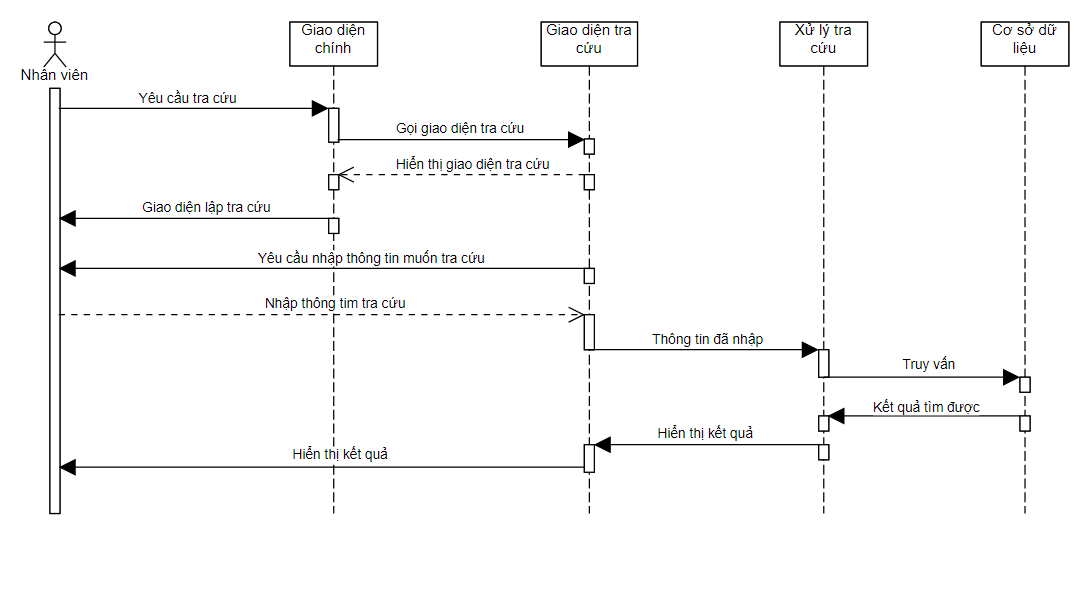 Giao diện
chính
Giao diện tra
cứu
Xử lý tra
cứu
Cơ sở dữ
liệu
Nhân viên
Yêu cầu tra cứu
Gọi giao diện tra cứu
Hiển thị giao diện tra cứu
Giao diện lập tra cứu
Yêu cầu nhập thông tin muốn tra cứu
Nhập thông tim tra cứu
Thông tin đã nhập
Truy vấn
Kết quả tìm được
Hiển thị kết quả
Hiển thị kết quả